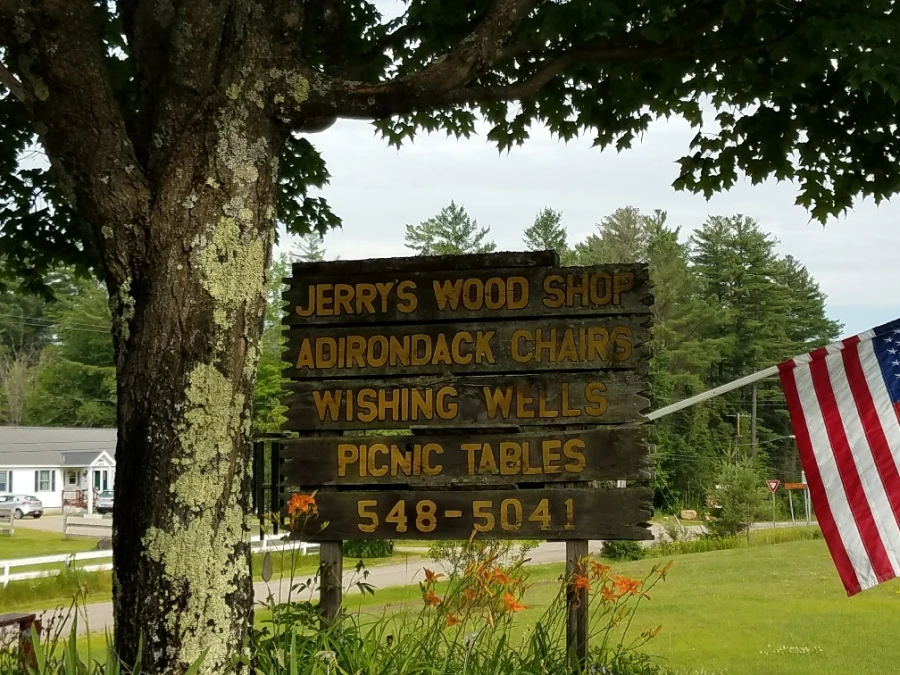 JERRY'S WOOD SHOP
ADIRONDACK CHAIRS
WISHING WELLS
PICNIC TABLES
548-5041